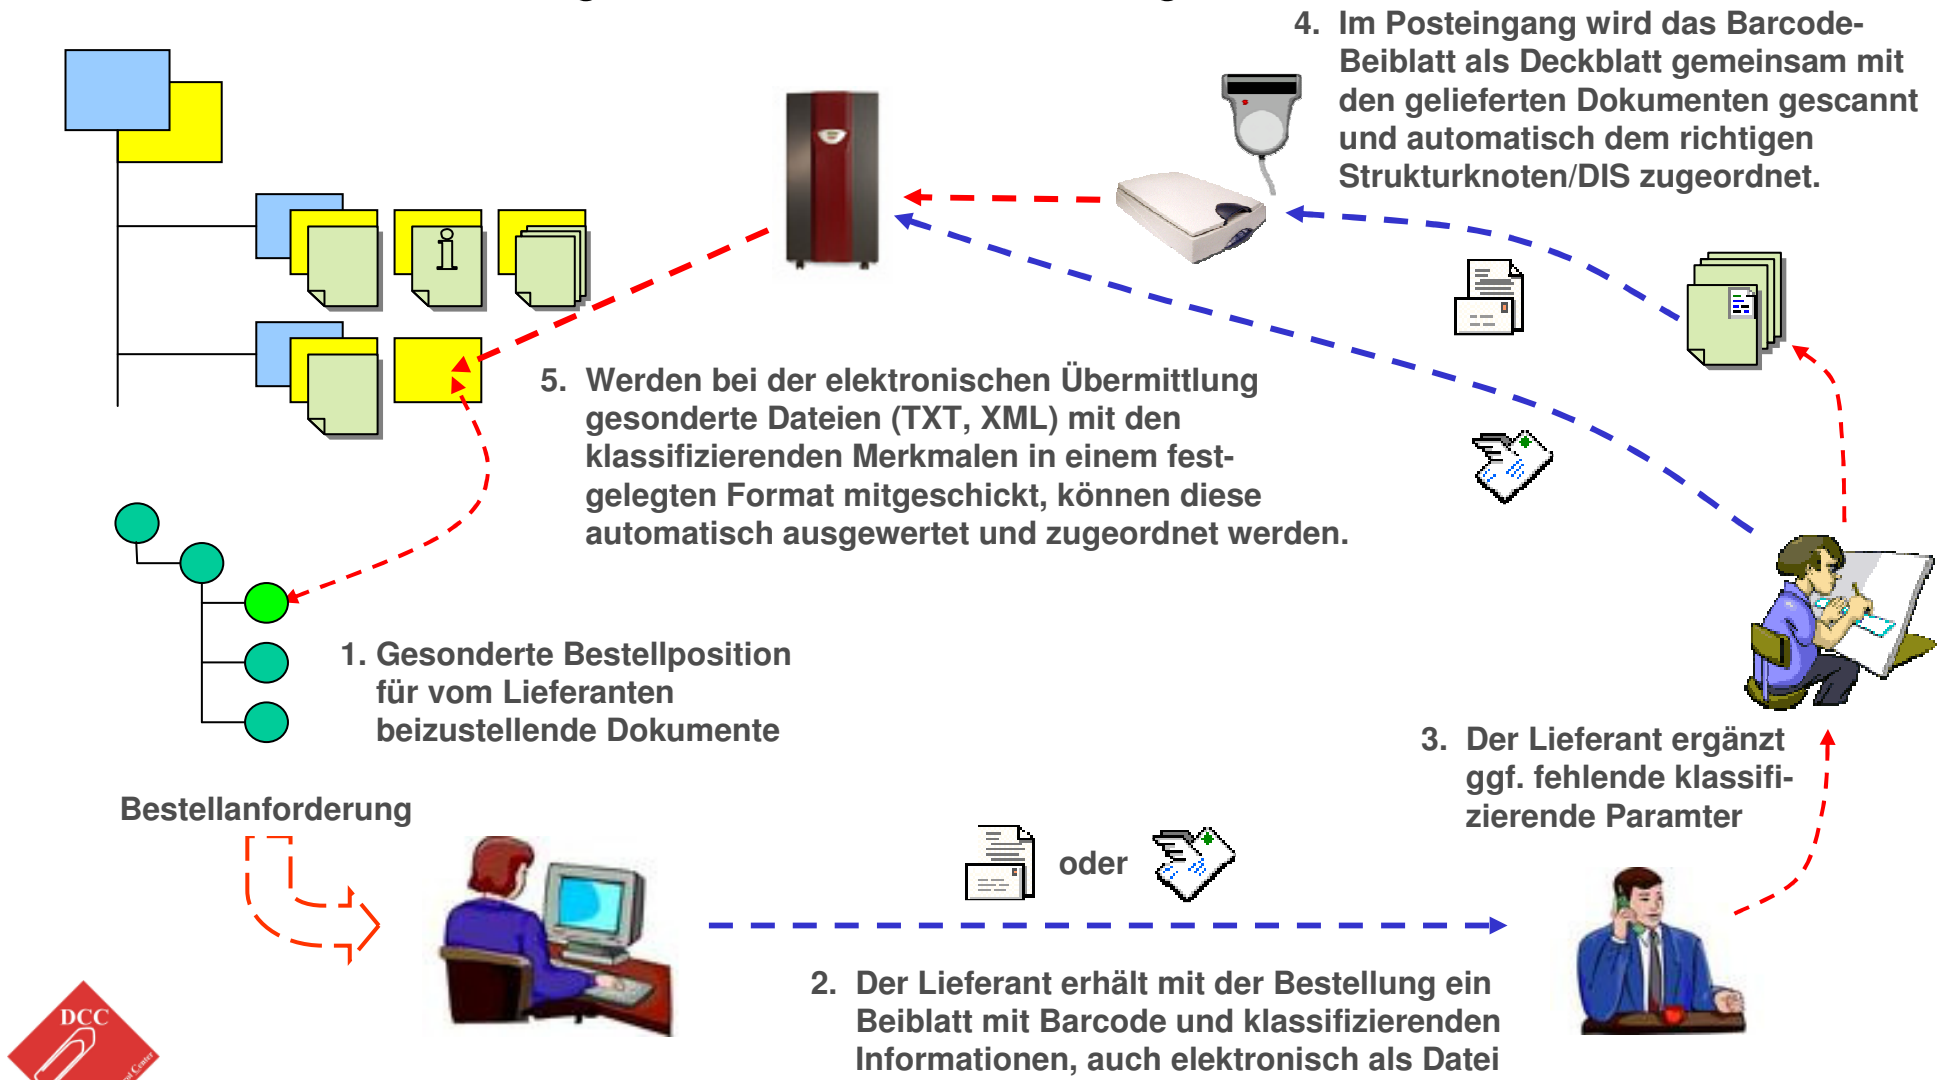 4. Im Posteingang wird das Barcode-
Beiblatt als Deckblatt gemeinsam mit
den gelieferten Dokumenten gescannt
und automatisch dem richtigen
Strukturknoten/DIS zugeordnet.
i
5. Werden bei der elektronischen Übermittlung
gesonderte Dateien (TXT, XML) mit den
klassifizierenden Merkmalen in einem fest-
gelegten Format mitgeschickt, können diese
automatisch ausgewertet und zugeordnet werden.
1. Gesonderte Bestellposition
für vom Lieferanten
beizustellende Dokumente
3. Der Lieferant ergänzt
ggf. fehlende klassifi-
zierende Paramter
Bestellanforderung
oder
2. Der Lieferant erhält mit der Bestellung ein
Beiblatt mit Barcode und klassifizierenden
Informationen, auch elektronisch als Datei
DCC
Center